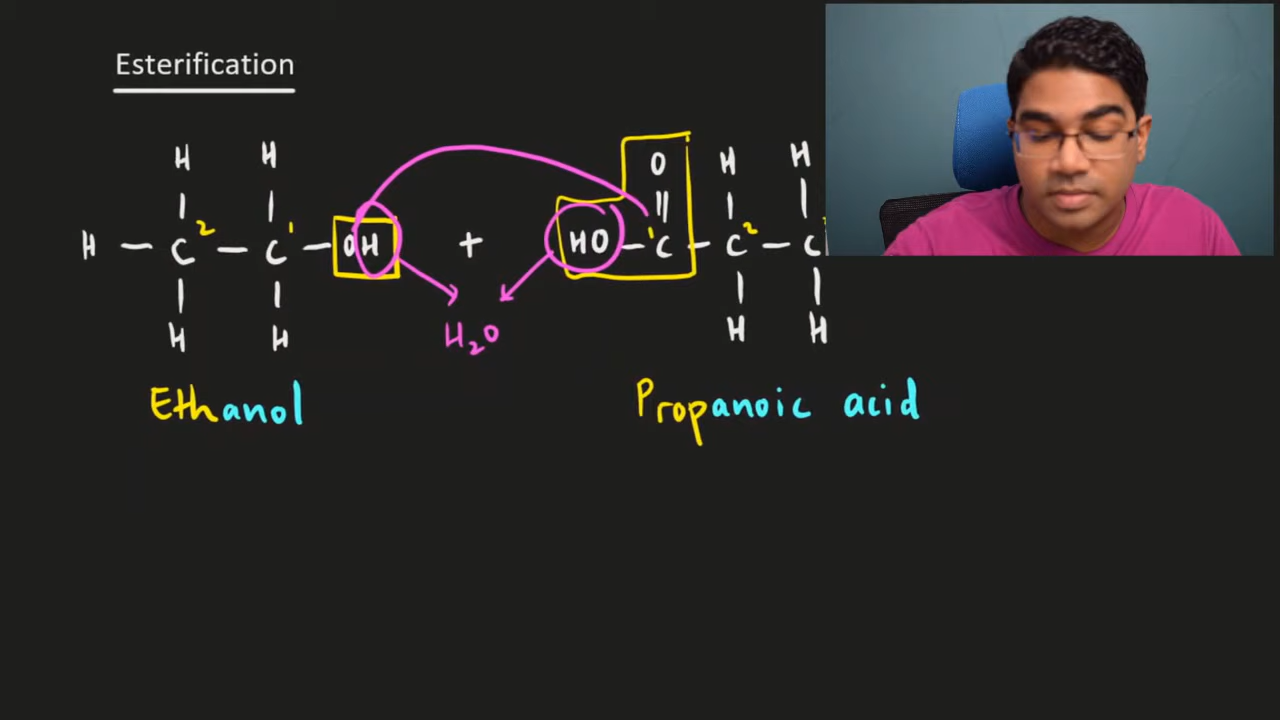 Esterification
H H O H H
H – C² – C¹ – OH + HO – ¹C – C² – C
H H H₂O H H
Ethanol Propanoic acid